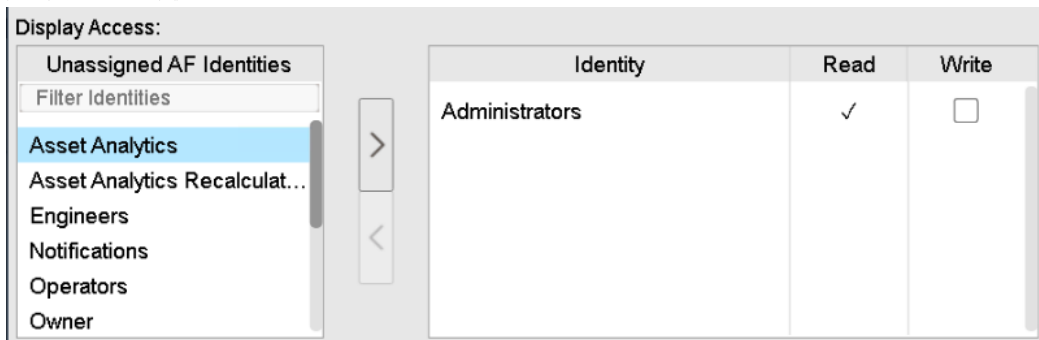 Display Access:
Unassigned AF Identities
Filter Identities
Asset Analytics
Asset Analytics Recalculat...
Engineers
Notifications
Operators
Owner
Identity Read Write
Administrators